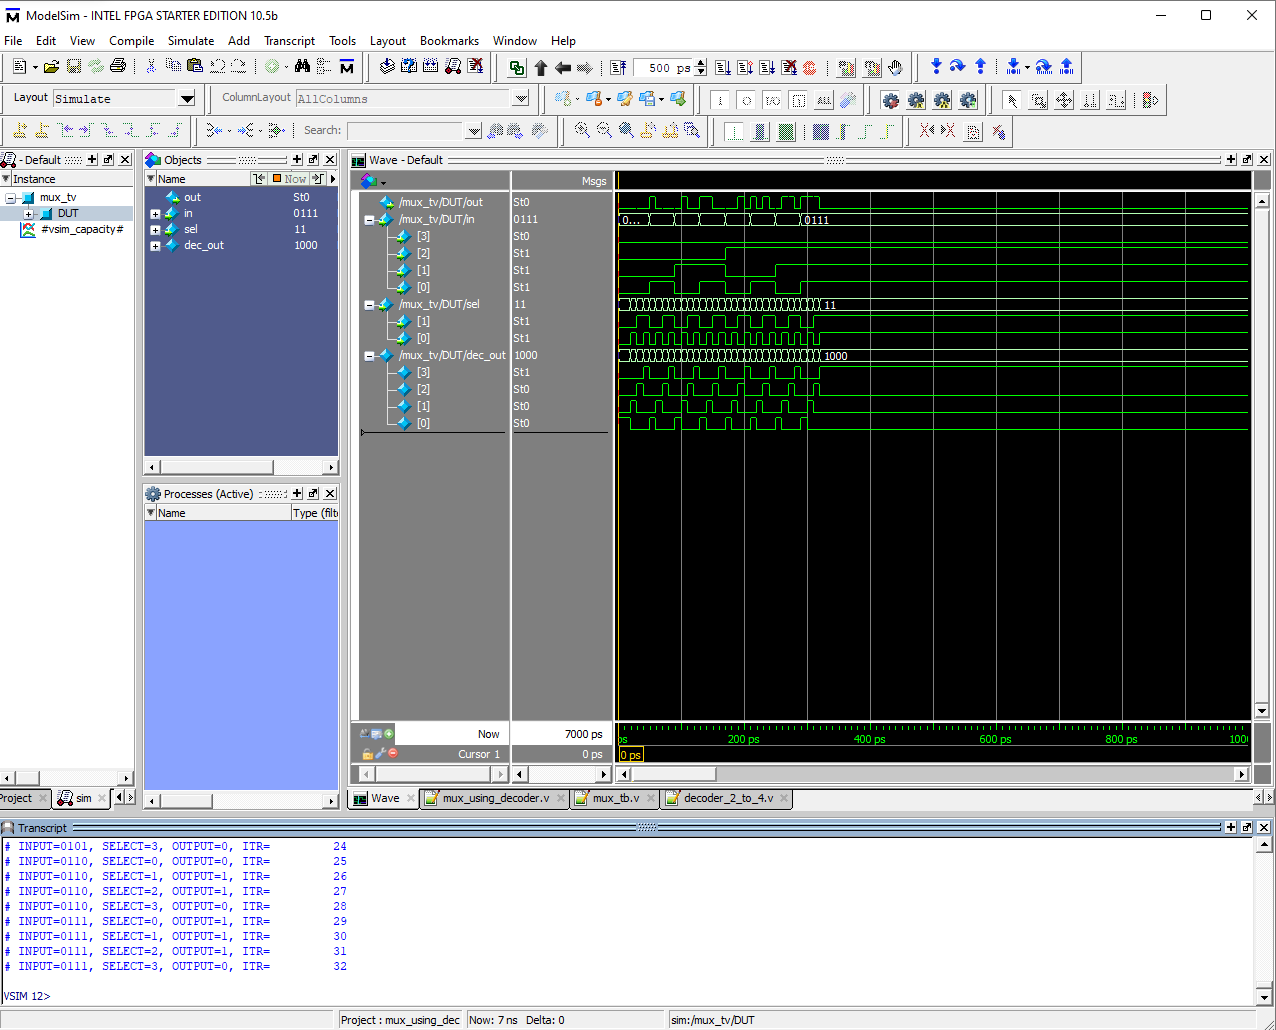 ModelSim - INTEL FPGA STARTER EDITION 10.5b
File Edit View Compile Simulate Add Transcript Tools Layout Bookmarks Window Help
500 ps
Layout Simulate ColumnLayout AllColumns
Search:
- Default
Instance
mux_tv
DUT
#vsim_capacity#
Project
sim
Objects
Name Now
out St0
in 0111
sel 11
dec_out 1000
Processes (Active)
Name Type (filt
Wave - Default
Msgs
/mux_tv/DUT/out St0
/mux_tv/DUT/in 0111 0... 0111
[3] St0
[2] St1
[1] St1
[0] St1
/mux_tv/DUT/sel 11 11
[1] St1
[0] St1
/mux_tv/DUT/dec_out 1000 1000
[3] St1
[2] St0
[1] St0
[0] St0
Now 7000 ps ps 200 ps 400 ps 600 ps 800 ps 100
Cursor 1 0 ps 0 ps
Wave mux_using_decoder.v mux_tb.v decoder_2_to_4.v
Transcript
# INPUT=0101, SELECT=3, OUTPUT=0, ITR= 24
# INPUT=0110, SELECT=0, OUTPUT=0, ITR= 25
# INPUT=0110, SELECT=1, OUTPUT=1, ITR= 26
# INPUT=0110, SELECT=2, OUTPUT=1, ITR= 27
# INPUT=0110, SELECT=3, OUTPUT=0, ITR= 28
# INPUT=0111, SELECT=0, OUTPUT=1, ITR= 29
# INPUT=0111, SELECT=1, OUTPUT=1, ITR= 30
# INPUT=0111, SELECT=2, OUTPUT=1, ITR= 31
# INPUT=0111, SELECT=3, OUTPUT=0, ITR= 32
VSIM 12>
Project : mux_using_dec Now: 7 ns Delta: 0 sim:/mux_tv/DUT